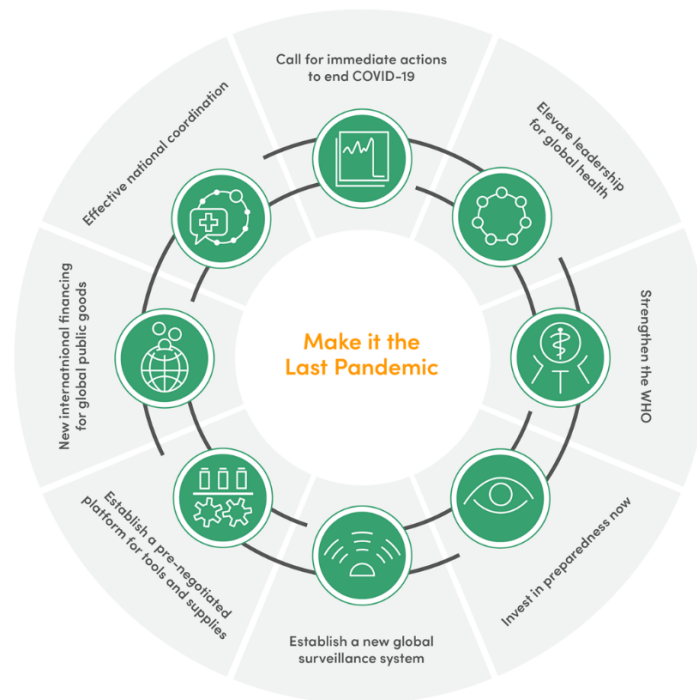 Call for immediate actions
to end COVID-19
Elevate leadership
for global health
Strengthen the WHO
Invest in preparedness now
Establish a new global
surveillance system
Establish a pre-negotiated
platform for tools and supplies
New internatnional financing
for global public goods
Effective national coordination
Make it the
Last Pandemic